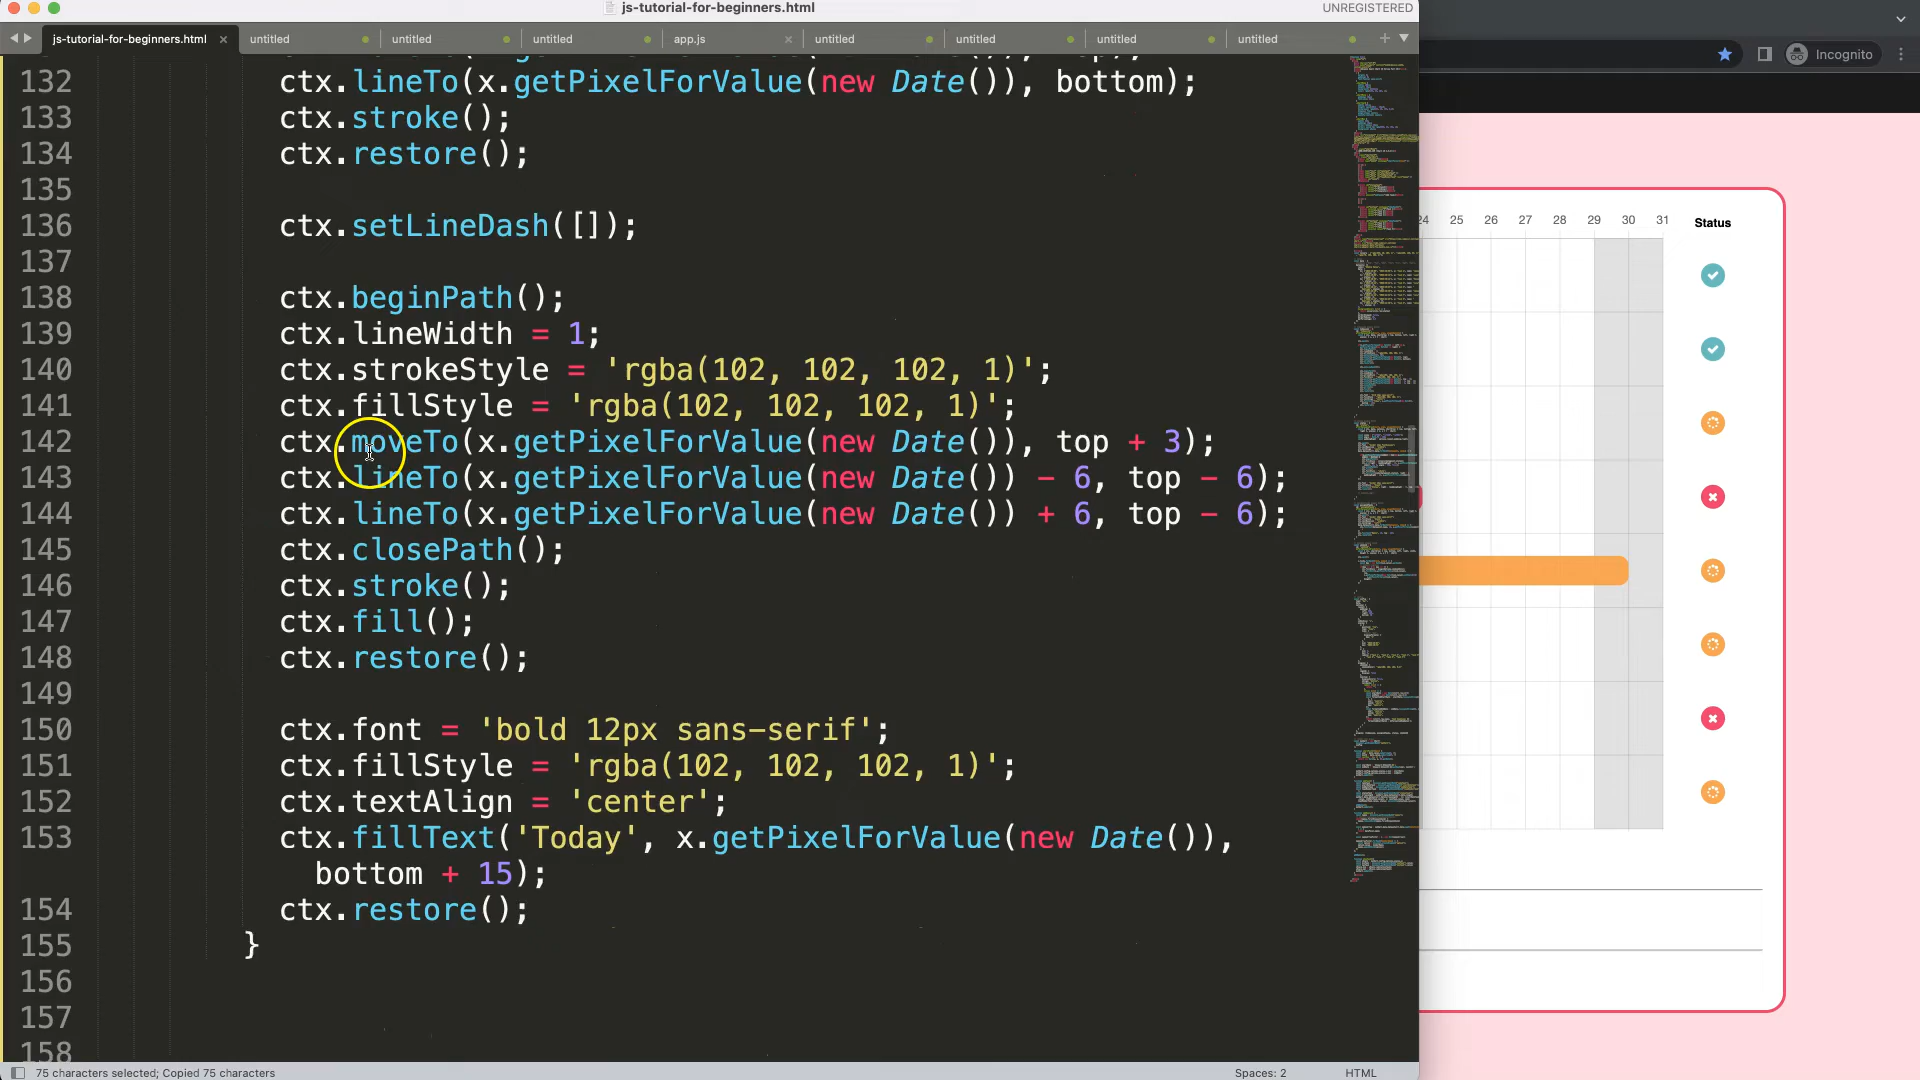 js-tutorial-for-beginners.html
UNREGISTERED
js-tutorial-for-beginners.html × untitled untitled untitled app.js × untitled untitled untitled untitled +
Incognito
132 ctx.lineTo(x.getPixelForValue(new Date()), bottom);
133 ctx.stroke();
134 ctx.restore();
135
136 ctx.setLineDash([]);
137
138 ctx.beginPath();
139 ctx.lineWidth = 1;
140 ctx.strokeStyle = 'rgba(102, 102, 102, 1)';
141 ctx.fillStyle = 'rgba(102, 102, 102, 1)';
142 ctx.moveTo(x.getPixelForValue(new Date()), top + 3);
143 ctx.lineTo(x.getPixelForValue(new Date()) - 6, top - 6);
144 ctx.lineTo(x.getPixelForValue(new Date()) + 6, top - 6);
145 ctx.closePath();
146 ctx.stroke();
147 ctx.fill();
148 ctx.restore();
149
150 ctx.font = 'bold 12px sans-serif';
151 ctx.fillStyle = 'rgba(102, 102, 102, 1)';
152 ctx.textAlign = 'center';
153 ctx.fillText('Today', x.getPixelForValue(new Date()),
bottom + 15);
154 ctx.restore();
155 }
156
157
158
24 25 26 27 28 29 30 31 Status
75 characters selected; Copied 75 characters
Spaces: 2
HTML